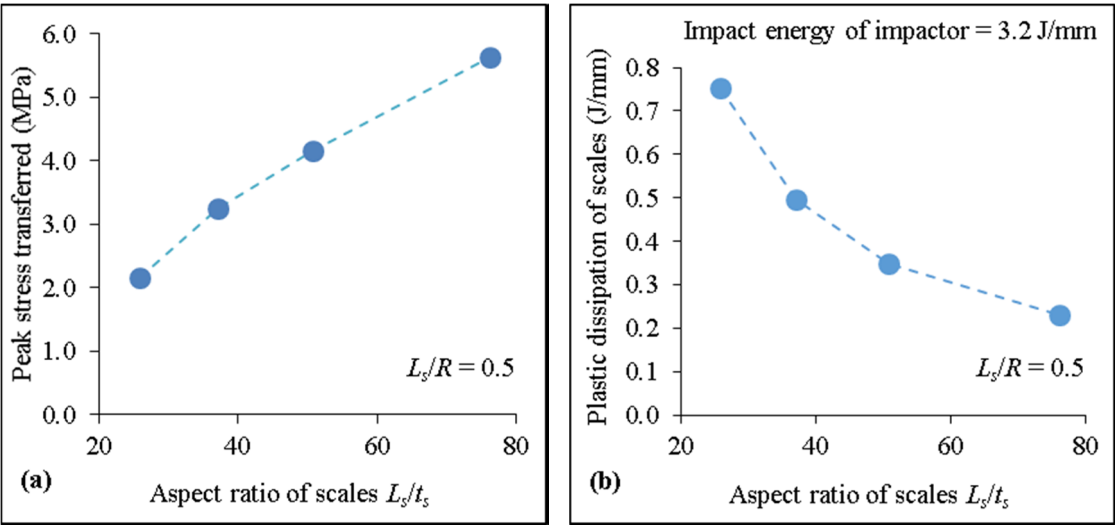 Peak stress transferred (MPa)
6.0
5.0
4.0
3.0
2.0
1.0
0.0
20 40 60 80
Lₛ/R = 0.5
(a)
Aspect ratio of scales Lₛ/tₛ
Impact energy of impactor = 3.2 J/mm
Plastic dissipation of scales (J/mm)
0.8
0.7
0.6
0.5
0.4
0.3
0.2
0.1
0.0
20 40 60 80
Lₛ/R = 0.5
(b)
Aspect ratio of scales Lₛ/tₛ